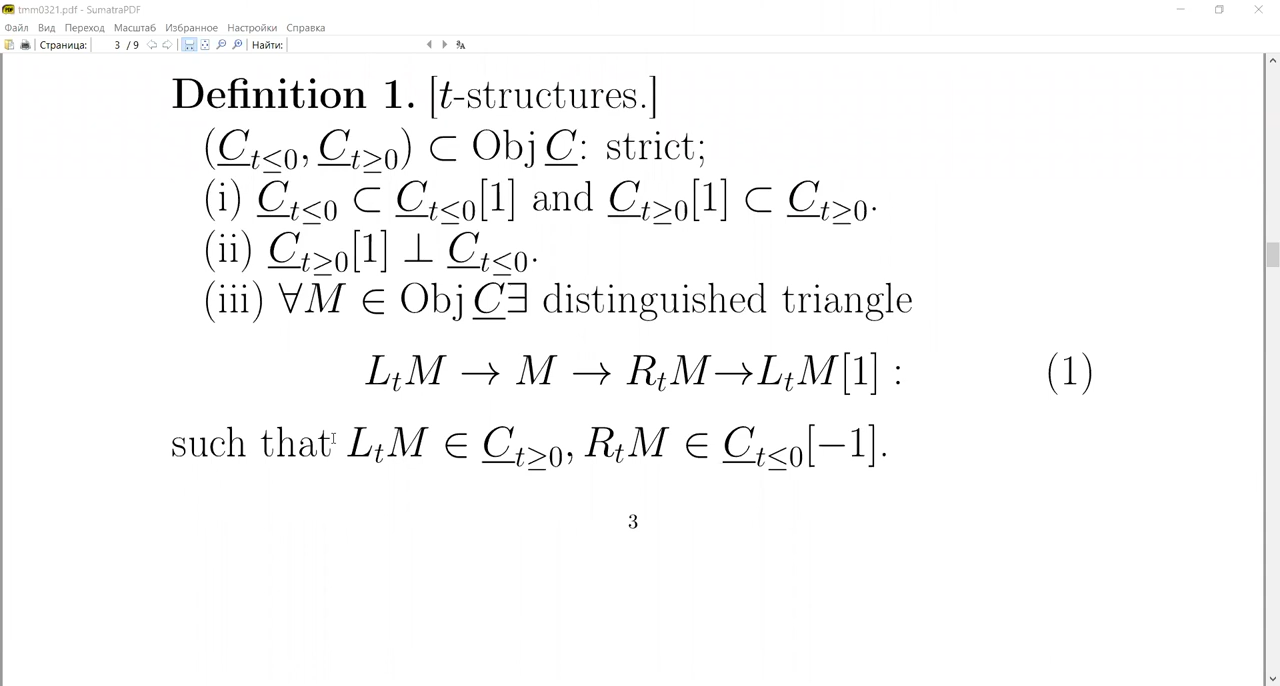 tmm0321.pdf - SumatraPDF
Файл Вид Переход Масштаб Избранное Настройки Справка
Страница: 3 / 9 Найти:
Definition 1. [t-structures.]
(C_{t≤0}, C_{t≥0}) ⊂ Obj C: strict;
(i) C_{t≤0} ⊂ C_{t≤0}[1] and C_{t≥0}[1] ⊂ C_{t≥0}.
(ii) C_{t≥0}[1] ⊥ C_{t≤0}.
(iii) ∀M ∈ Obj C∃ distinguished triangle
L_tM → M → R_tM→L_tM[1] : (1)
such that L_tM ∈ C_{t≥0}, R_tM ∈ C_{t≤0}[−1].
3